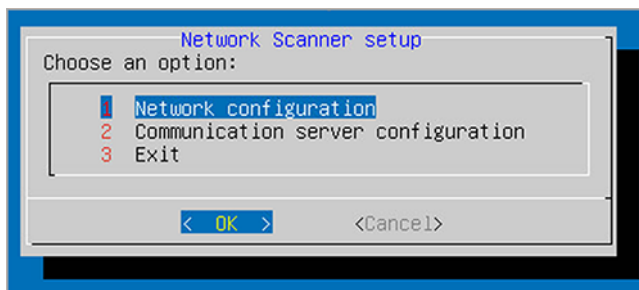 Network Scanner setup
Choose an option:
1 Network configuration
2 Communication server configuration
3 Exit
< OK > <Cancel>